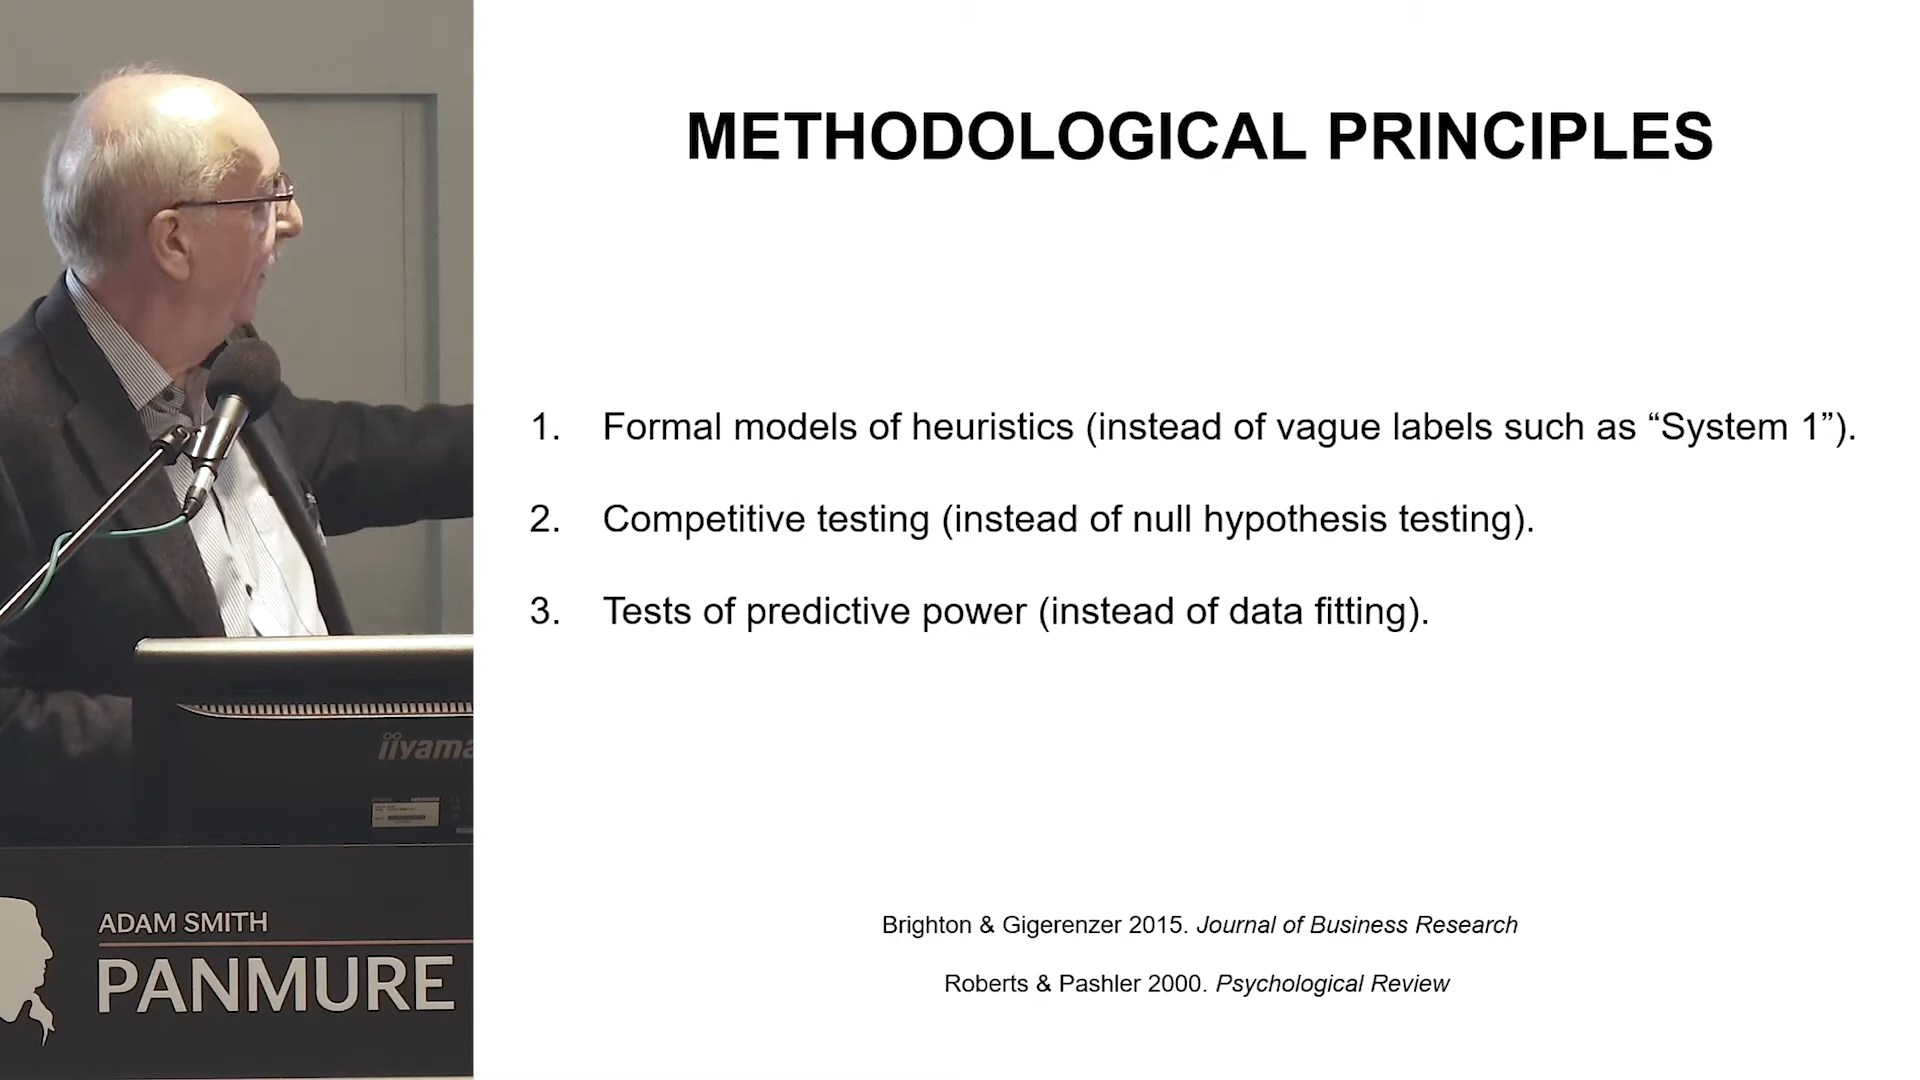 METHODOLOGICAL PRINCIPLES
1. Formal models of heuristics (instead of vague labels such as “System 1”).
2. Competitive testing (instead of null hypothesis testing).
3. Tests of predictive power (instead of data fitting).
Brighton & Gigerenzer 2015. Journal of Business Research
Roberts & Pashler 2000. Psychological Review
iiyama
ADAM SMITH
PANMURE